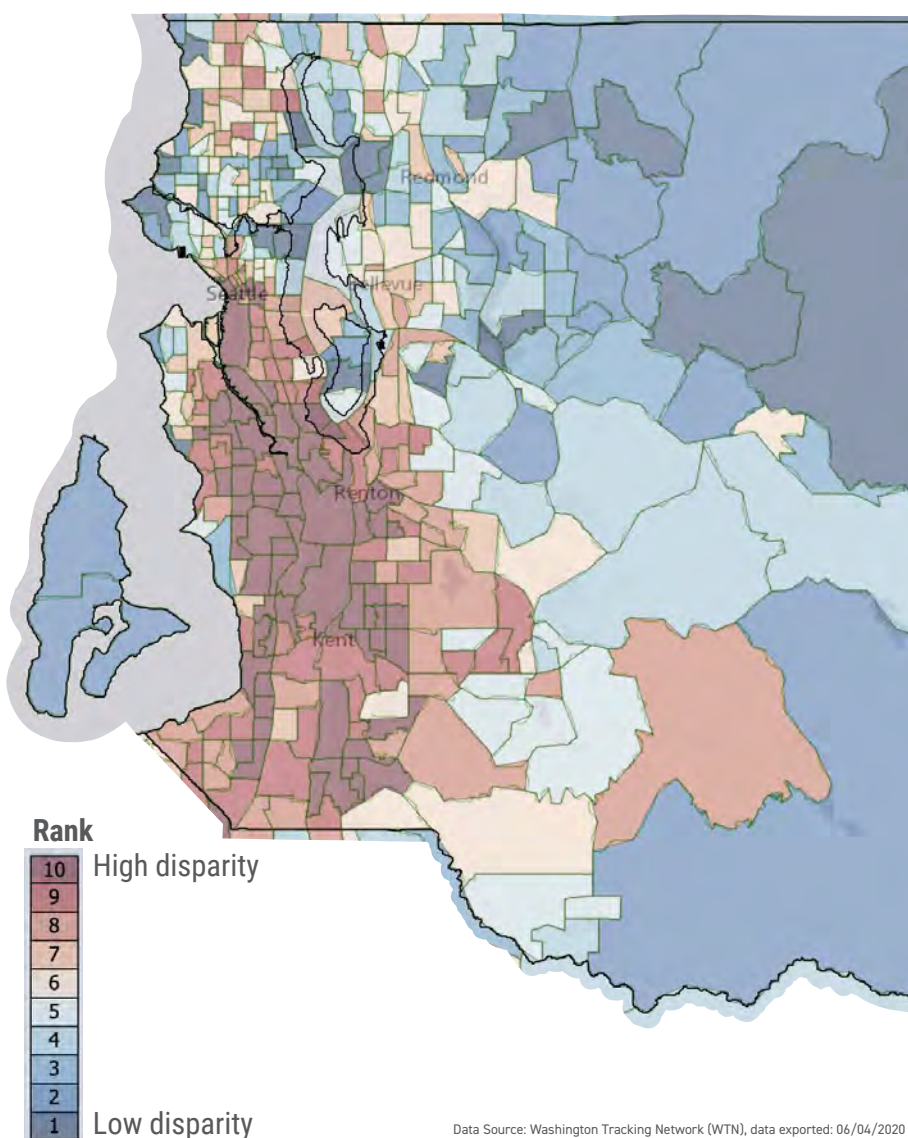 Redmond
Bellevue
Seattle
Renton
Kent
Rank
10 High disparity
9
8
7
6
5
4
3
2
1 Low disparity
Data Source: Washington Tracking Network (WTN), data exported: 06/04/2020